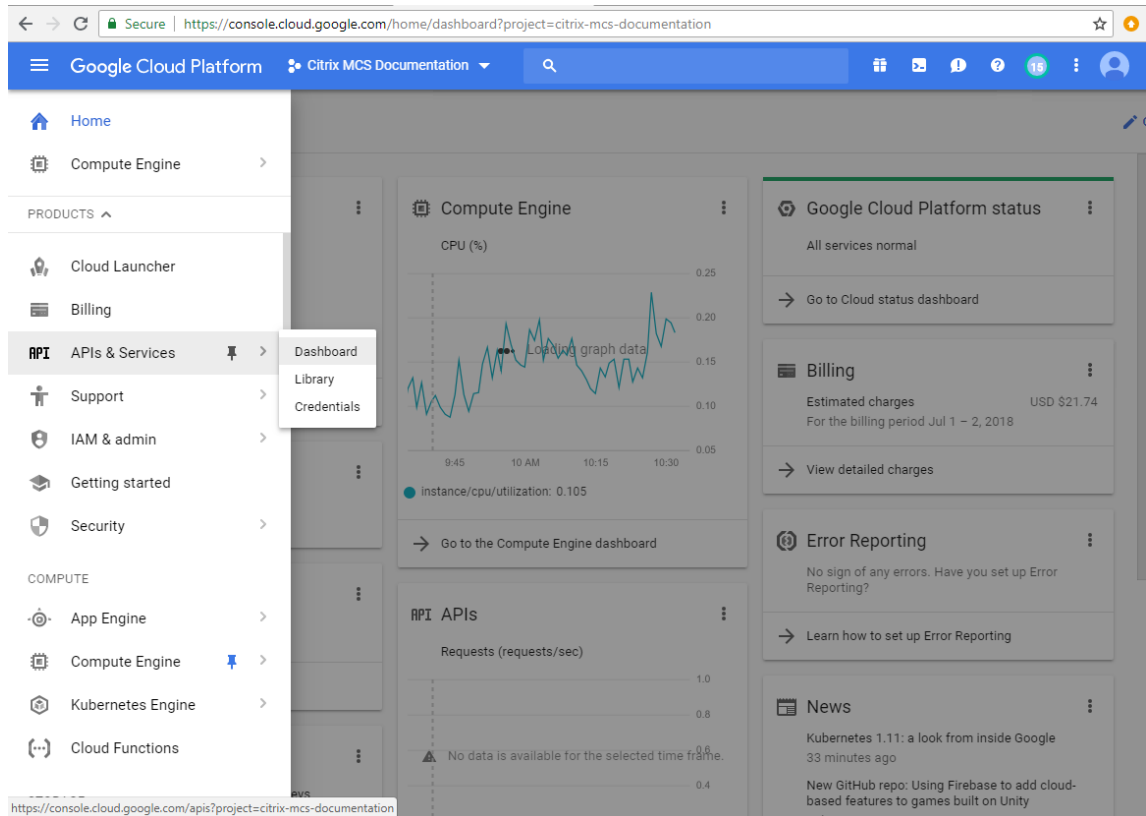 Secure | https://console.cloud.google.com/home/dashboard?project=citrix-mcs-documentation
Google Cloud Platform
Citrix MCS Documentation
15
Home
Compute Engine
PRODUCTS
Cloud Launcher
Billing
API APIs & Services
Dashboard
Library
Credentials
Support
IAM & admin
Getting started
Security
COMPUTE
App Engine
Compute Engine
Kubernetes Engine
Cloud Functions
https://console.cloud.google.com/apis?project=citrix-mcs-documentation
Compute Engine
CPU (%)
0.25
0.20
Loading graph data
0.15
0.10
0.05
9:45 10 AM 10:15 10:30
instance/cpu/utilization: 0.105
Go to the Compute Engine dashboard
API APIs
Requests (requests/sec)
1.0
0.8
No data is available for the selected time frame.
0.6
0.4
Google Cloud Platform status
All services normal
Go to Cloud status dashboard
Billing
Estimated charges USD $21.74
For the billing period Jul 1 – 2, 2018
View detailed charges
Error Reporting
No sign of any errors. Have you set up Error
Reporting?
Learn how to set up Error Reporting
News
Kubernetes 1.11: a look from inside Google
33 minutes ago
New GitHub repo: Using Firebase to add cloud-
based features to games built on Unity